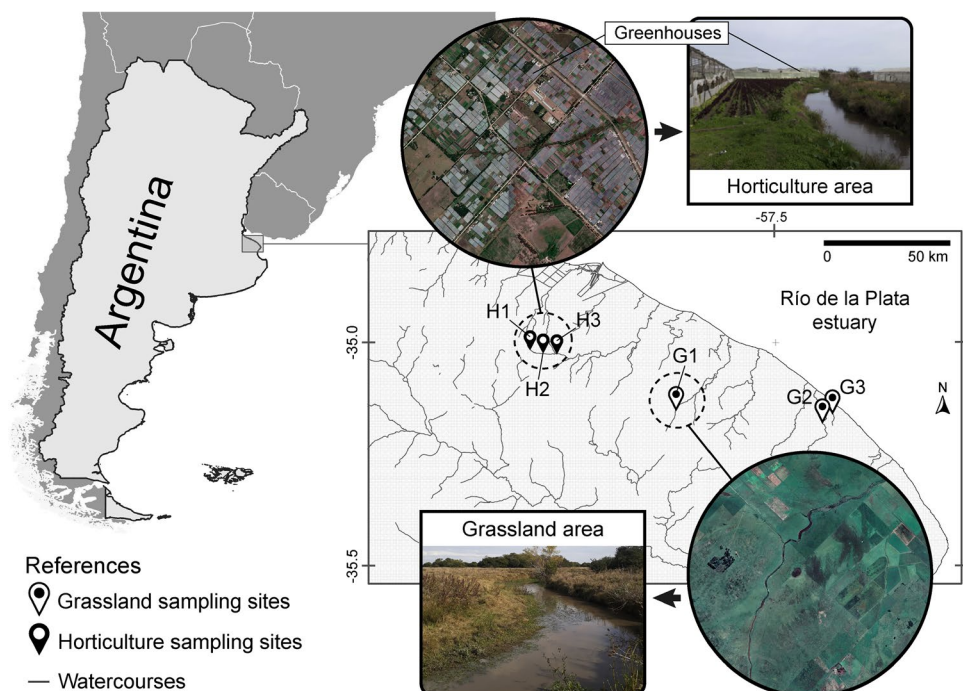 Greenhouses
Horticulture area
-57.5
0 50 km
Argentina
Río de la Plata
estuary
-35.0
H1
H3
H2
G1
G2
G3
N
Grassland area
-35.5
References
Grassland sampling sites
Horticulture sampling sites
Watercourses